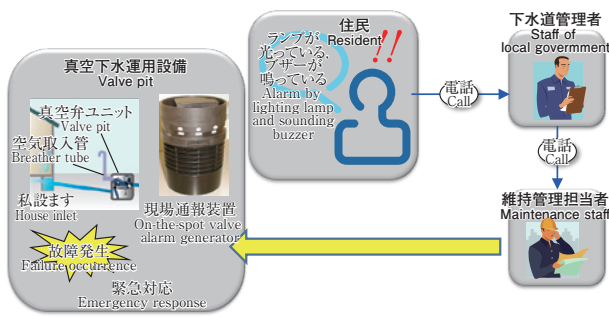 真空下水運用設備
Valve pit
真空弁ユニット
Valve pit
空気取入管
Breather tube
私設ます
House inlet
現場通報装置
On-the-spot valve
alarm generator
故障発生
Failure occurrence
緊急対応
Emergency response
住民
Resident
ランプが
光っている,
ブザーが
鳴っている
Alarm by
lighting lamp
and sounding
buzzer
!!
電話
Call
下水道管理者
Staff of
local govermment
電話
Call
維持管理担当者
Maintenance staff